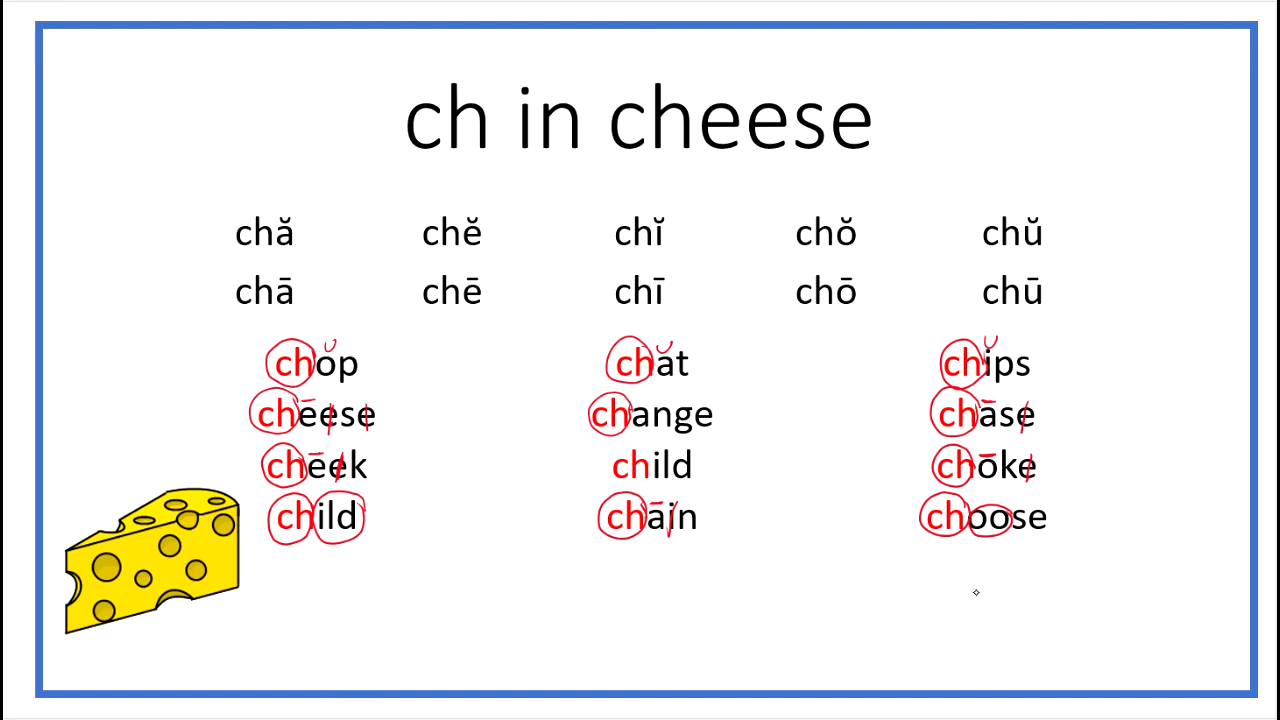 ch in cheese
chă chĕ chĭ chŏ chŭ
chā chē chī chō chū
chop chat chips
cheese change chase
cheek child choke
child chain choose